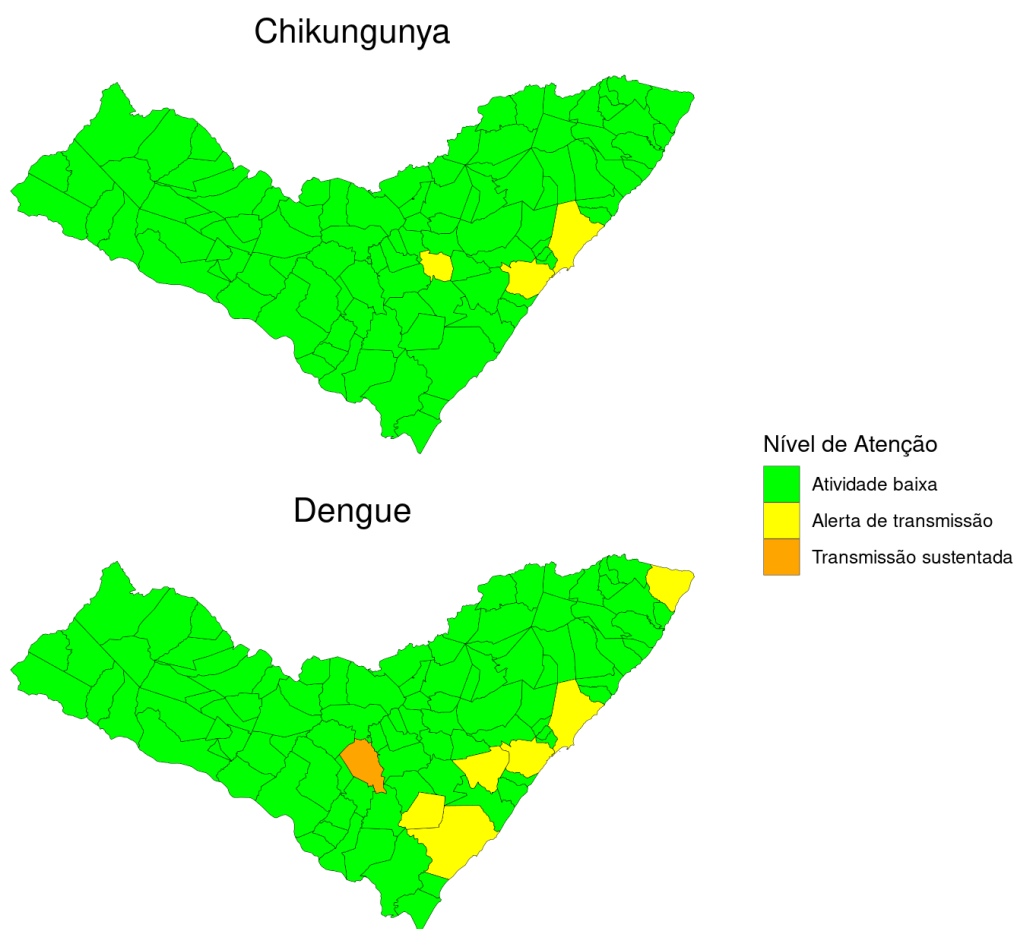 Chikungunya
Nível de Atenção
Atividade baixa
Alerta de transmissão
Transmissão sustentada
Dengue